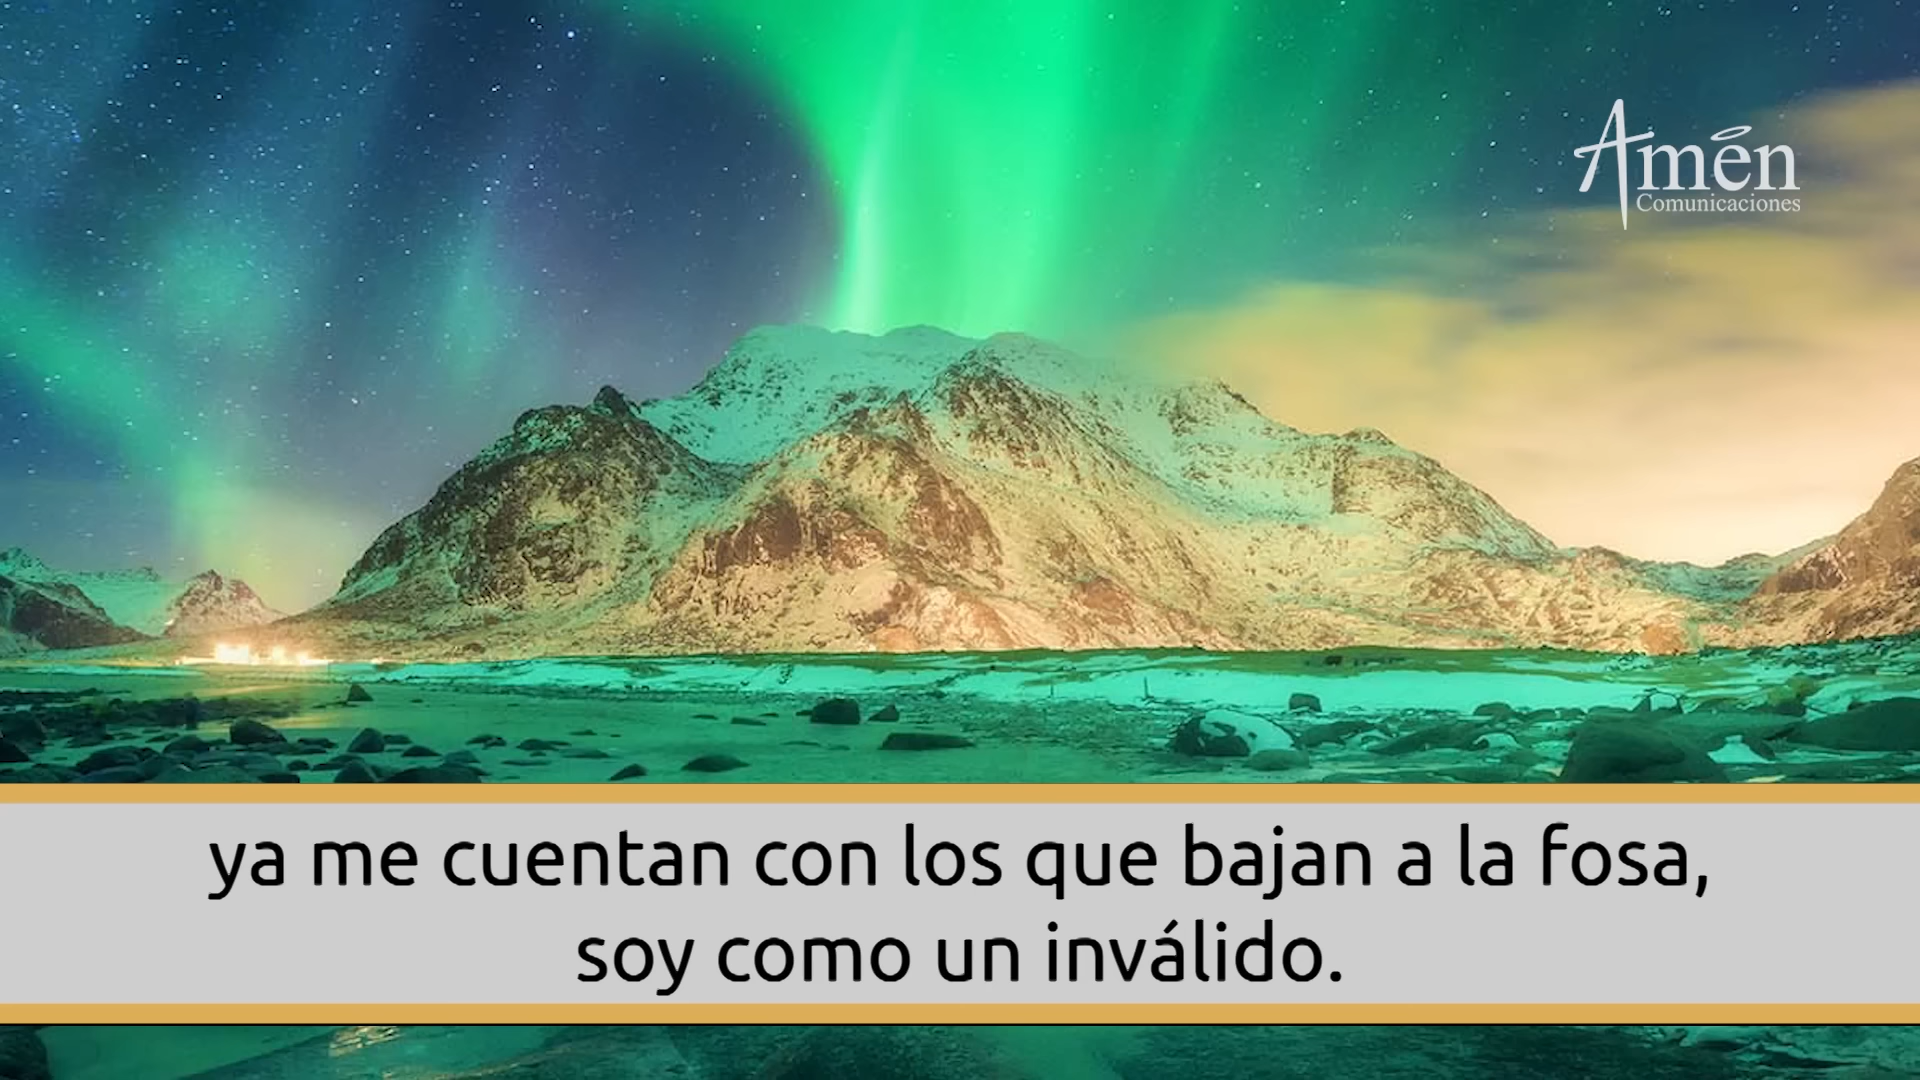 Amén
Comunicaciones
ya me cuentan con los que bajan a la fosa,
soy como un inválido.